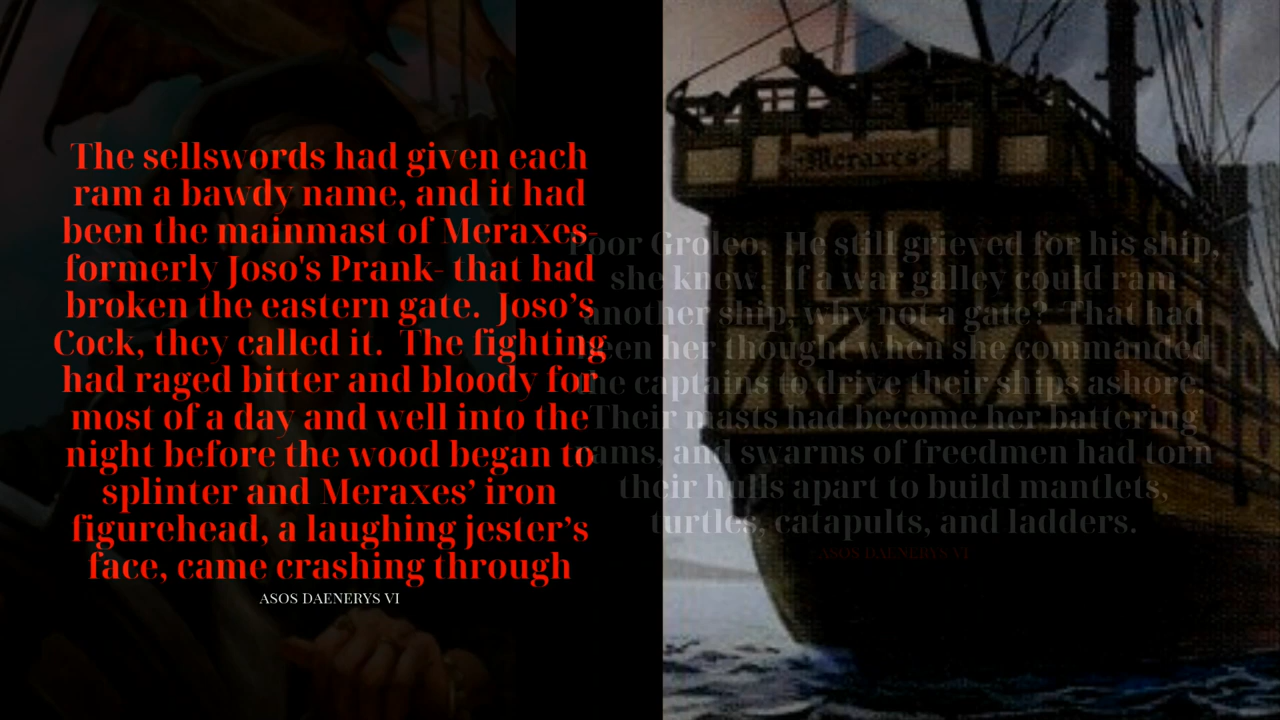 The sellswords had given each
ram a bawdy name, and it had
been the mainmast of Meraxes-
formerly Joso's Prank- that had
broken the eastern gate.  Joso’s
Cock, they called it.  The fighting
had raged bitter and bloody for
most of a day and well into the
night before the wood began to
splinter and Meraxes’ iron
figurehead, a laughing jester’s
face, came crashing through
ASOS DAENERYS VI
Meraxes
Poor Groleo.  He still grieved for his ship,
she knew.  If a war galley could ram
another ship, why not a gate?  That had
been her thought when she commanded
the captains to drive their ships ashore.
Their masts had become her battering
rams, and swarms of freedmen had torn
their hulls apart to build mantlets,
turtles, catapults, and ladders.
ASOS DAENERYS VI